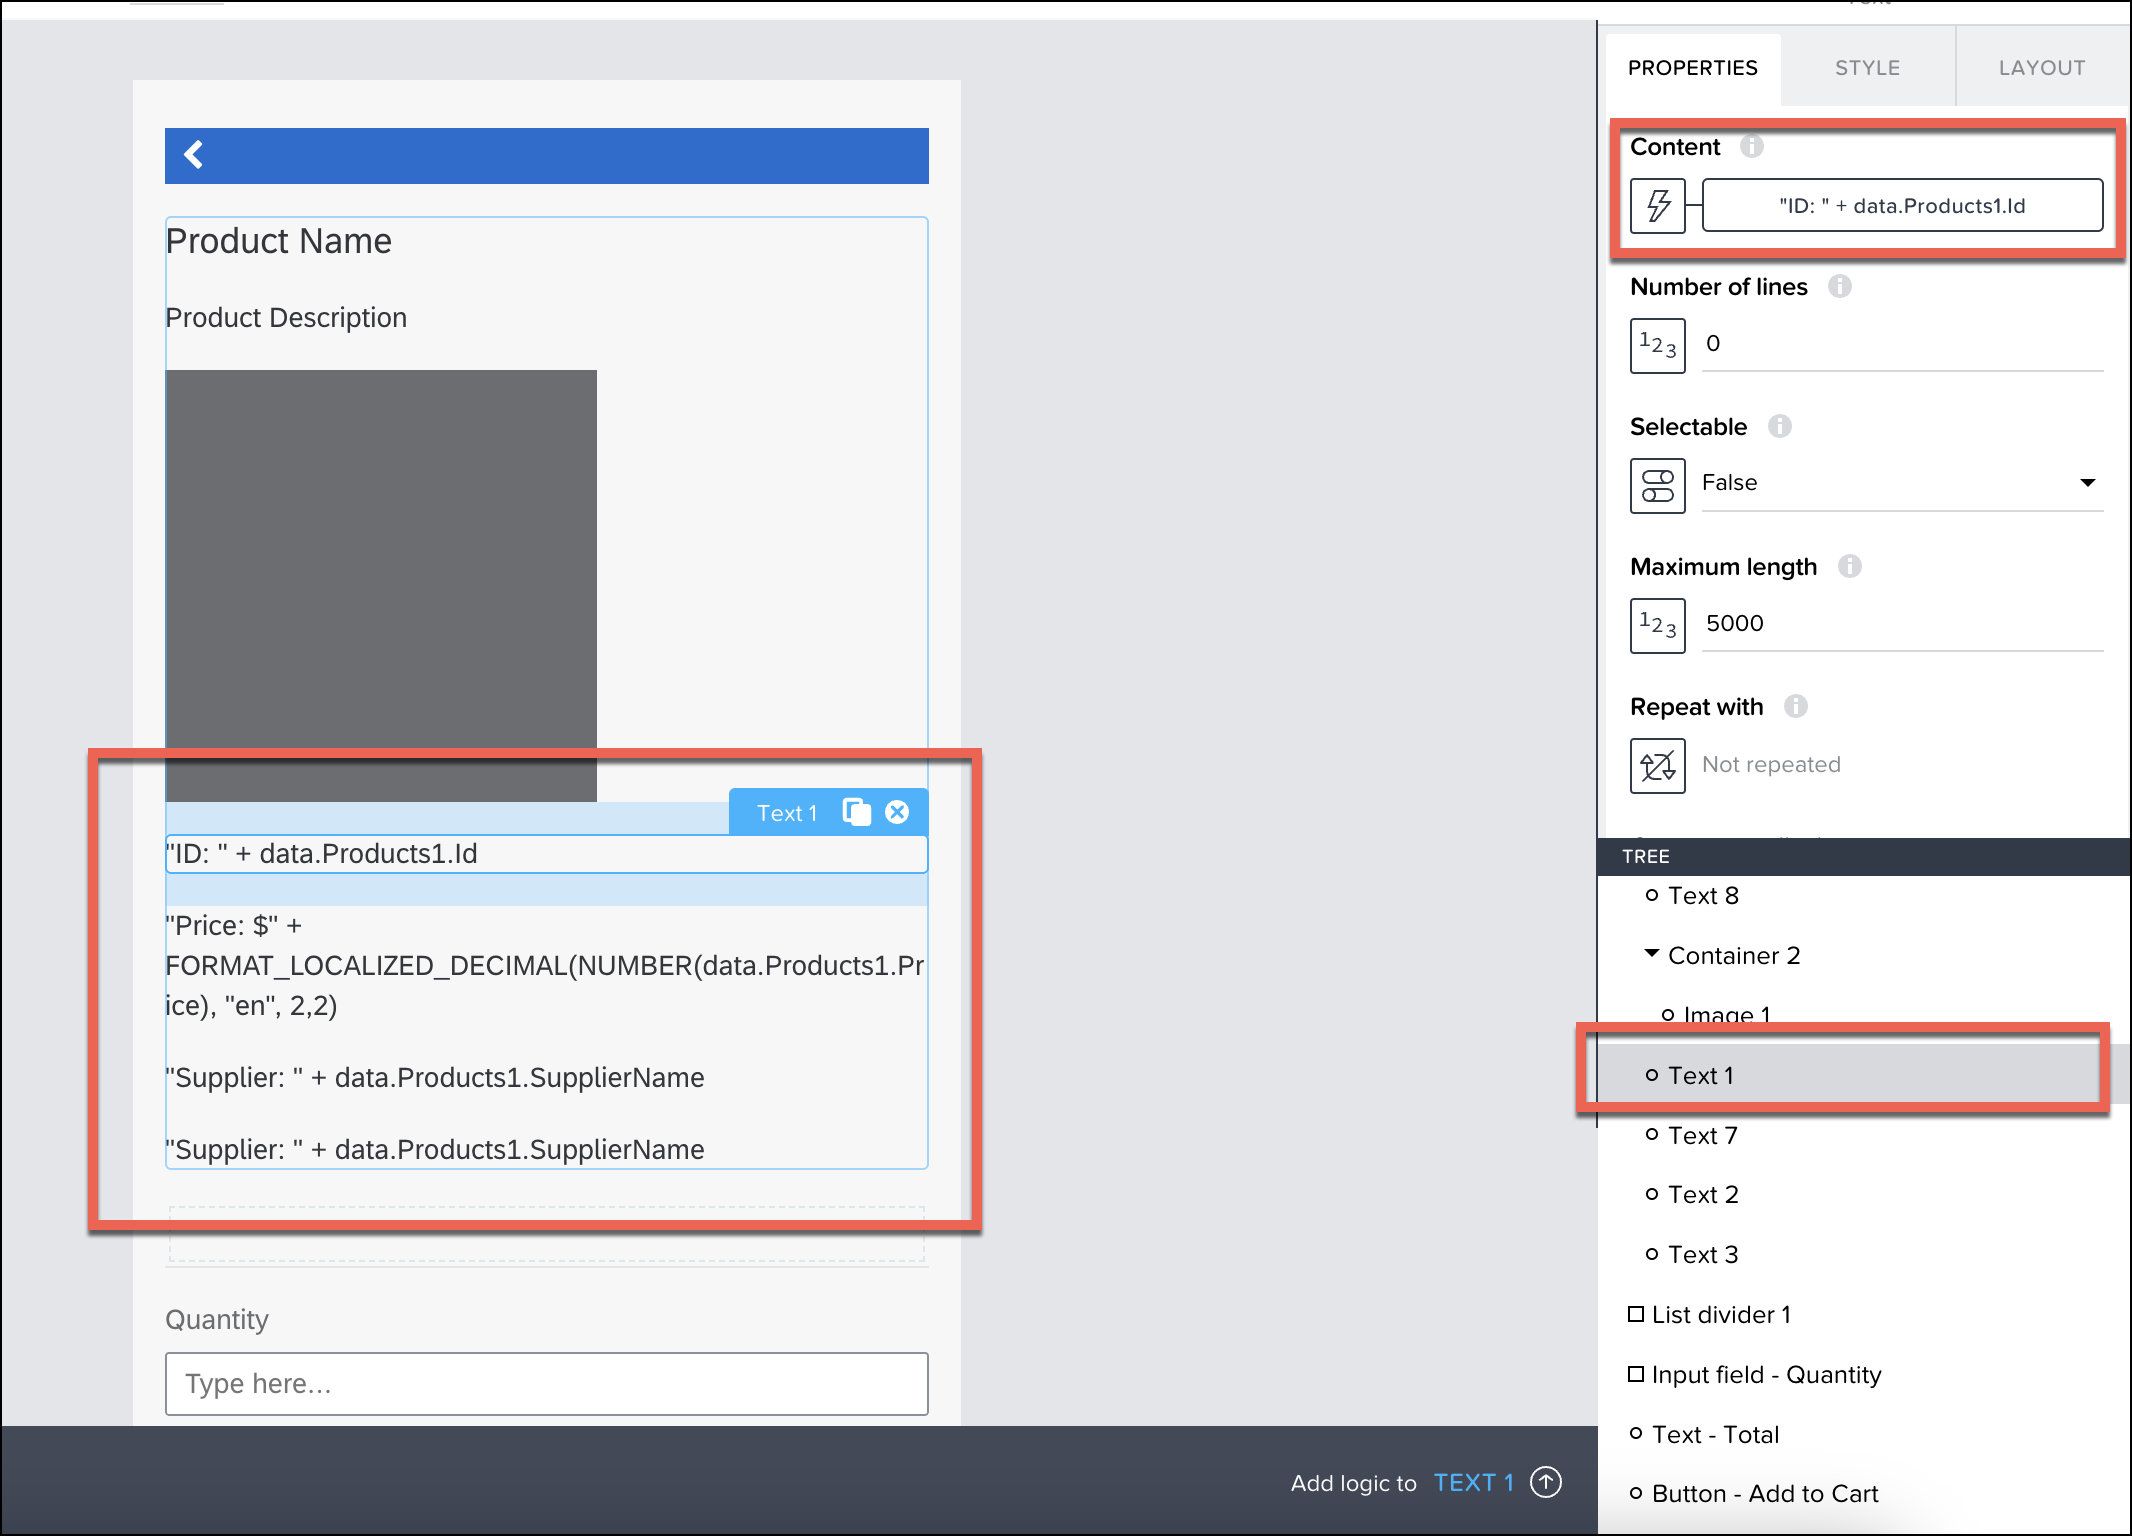 PROPERTIES
STYLE
LAYOUT
Content
"ID: " + data.Products1.Id
Number of lines
123
0
Selectable
False
Maximum length
123
5000
Repeat with
Not repeated
Product Name
Product Description
Text 1
"ID: " + data.Products1.Id
"Price: $" +
FORMAT_LOCALIZED_DECIMAL(NUMBER(data.Products1.Pr
ice), "en", 2,2)
"Supplier: " + data.Products1.SupplierName
"Supplier: " + data.Products1.SupplierName
Quantity
Type here...
Add logic to TEXT 1
TREE
Text 8
Container 2
Image 1
Text 1
Text 7
Text 2
Text 3
List divider 1
Input field - Quantity
Text - Total
Button - Add to Cart